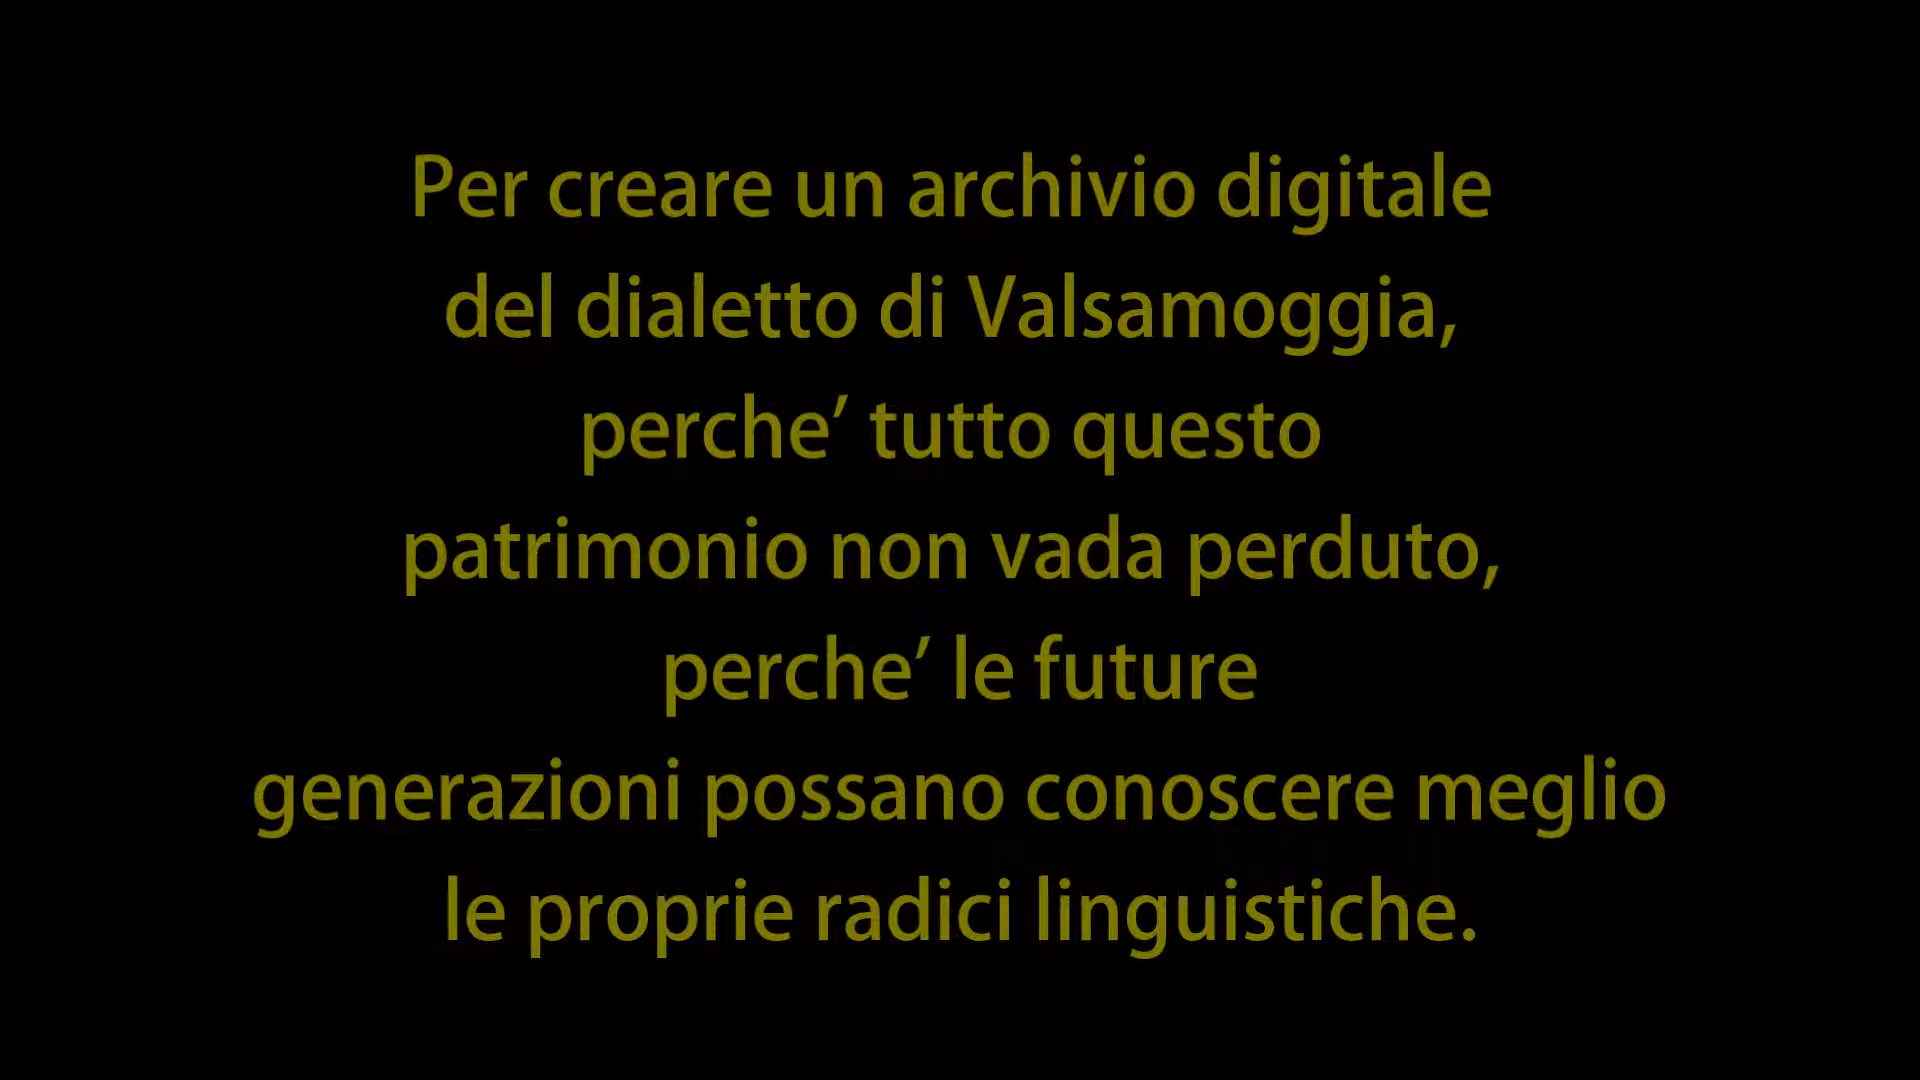 Per creare un archivio digitale
del dialetto di Valsamoggia,
perche’ tutto questo
patrimonio non vada perduto,
perche’ le future
generazioni possano conoscere meglio
le proprie radici linguistiche.